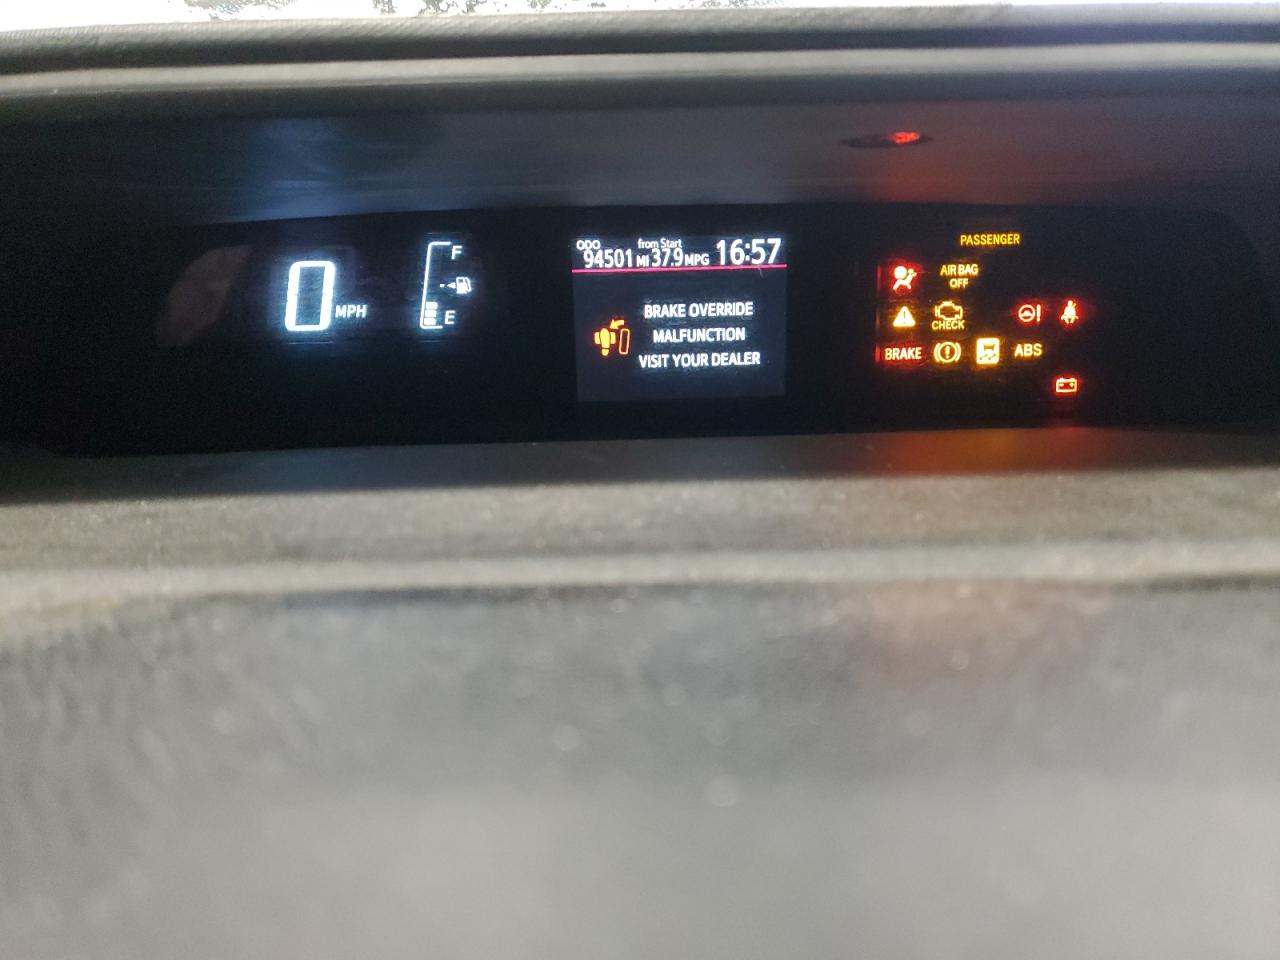 0 MPH
F
E
ODO from Start
94501 MI 37.9 MPG 16:57
BRAKE OVERRIDE
MALFUNCTION
VISIT YOUR DEALER
PASSENGER
AIR BAG
OFF
CHECK
BRAKE
ABS